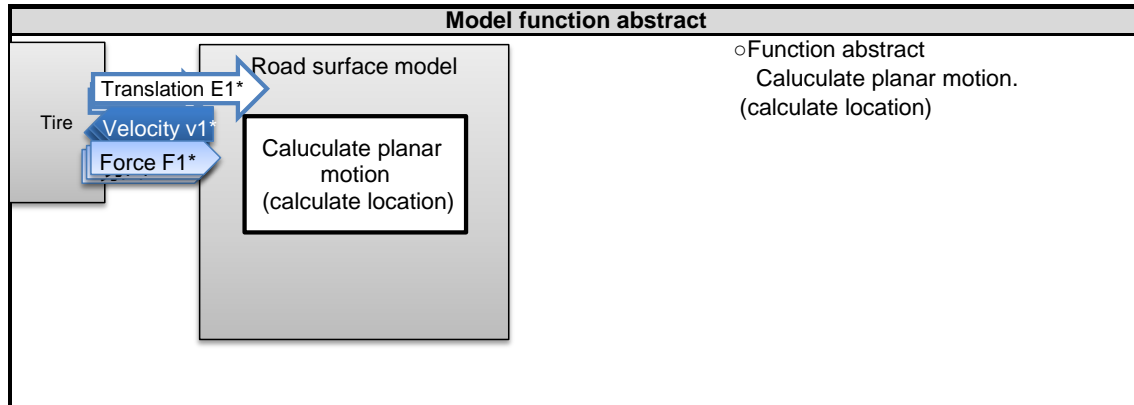 Model function abstract
Tire
Translation E1*
Velocity v1*
Force F1*
Road surface model
Caluculate planar
motion
(calculate location)
○Function abstract
Caluculate planar motion.
(calculate location)